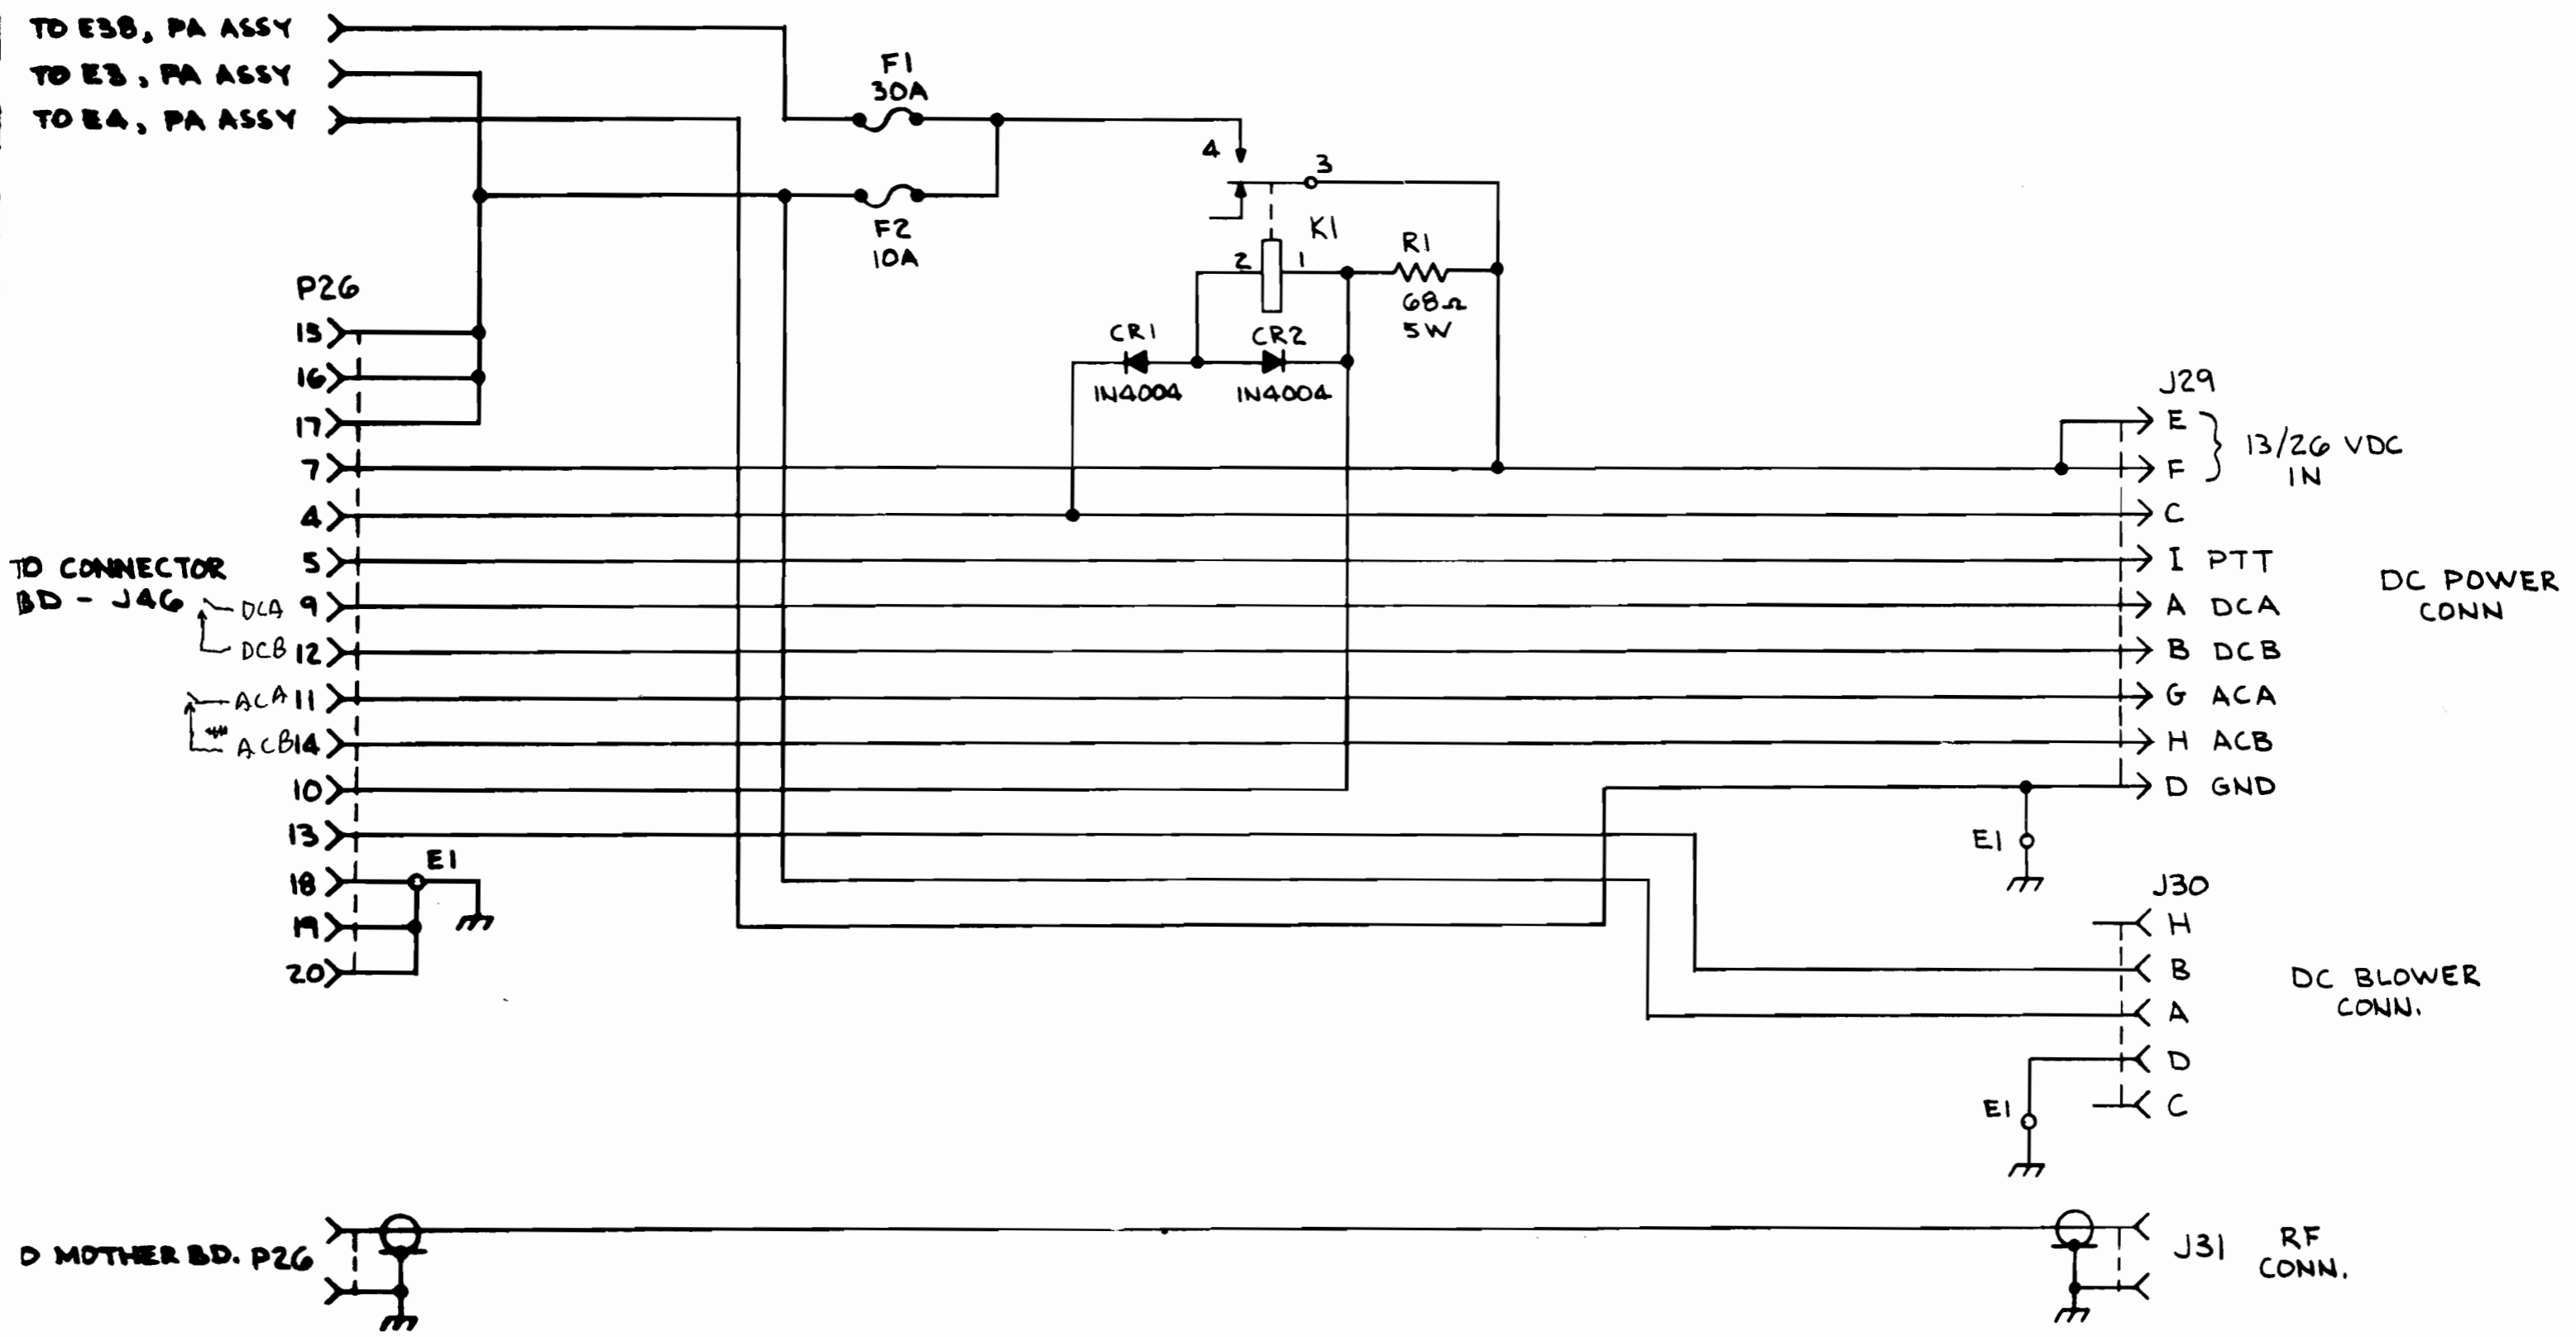 TO E38, PA ASSY
TO E3, PA ASSY
TO E4, PA ASSY
F1
30A
F2
10A
4
3
K1
2
1
R1
68Ω
5W
CR1
1N4004
CR2
1N4004
P26
15
16
17
7
4
5
DCA 9
DCB 12
ACA 11
ACB 14
10
13
18
19
20
E1
TO CONNECTOR
BD - J46
J29
E
F
13/26 VDC
IN
C
I PTT
A DCA
B DCB
G ACA
H ACB
D GND
DC POWER
CONN
E1
J30
H
B
A
D
C
DC BLOWER
CONN.
E1
O MOTHER BD. P26
J31
RF
CONN.